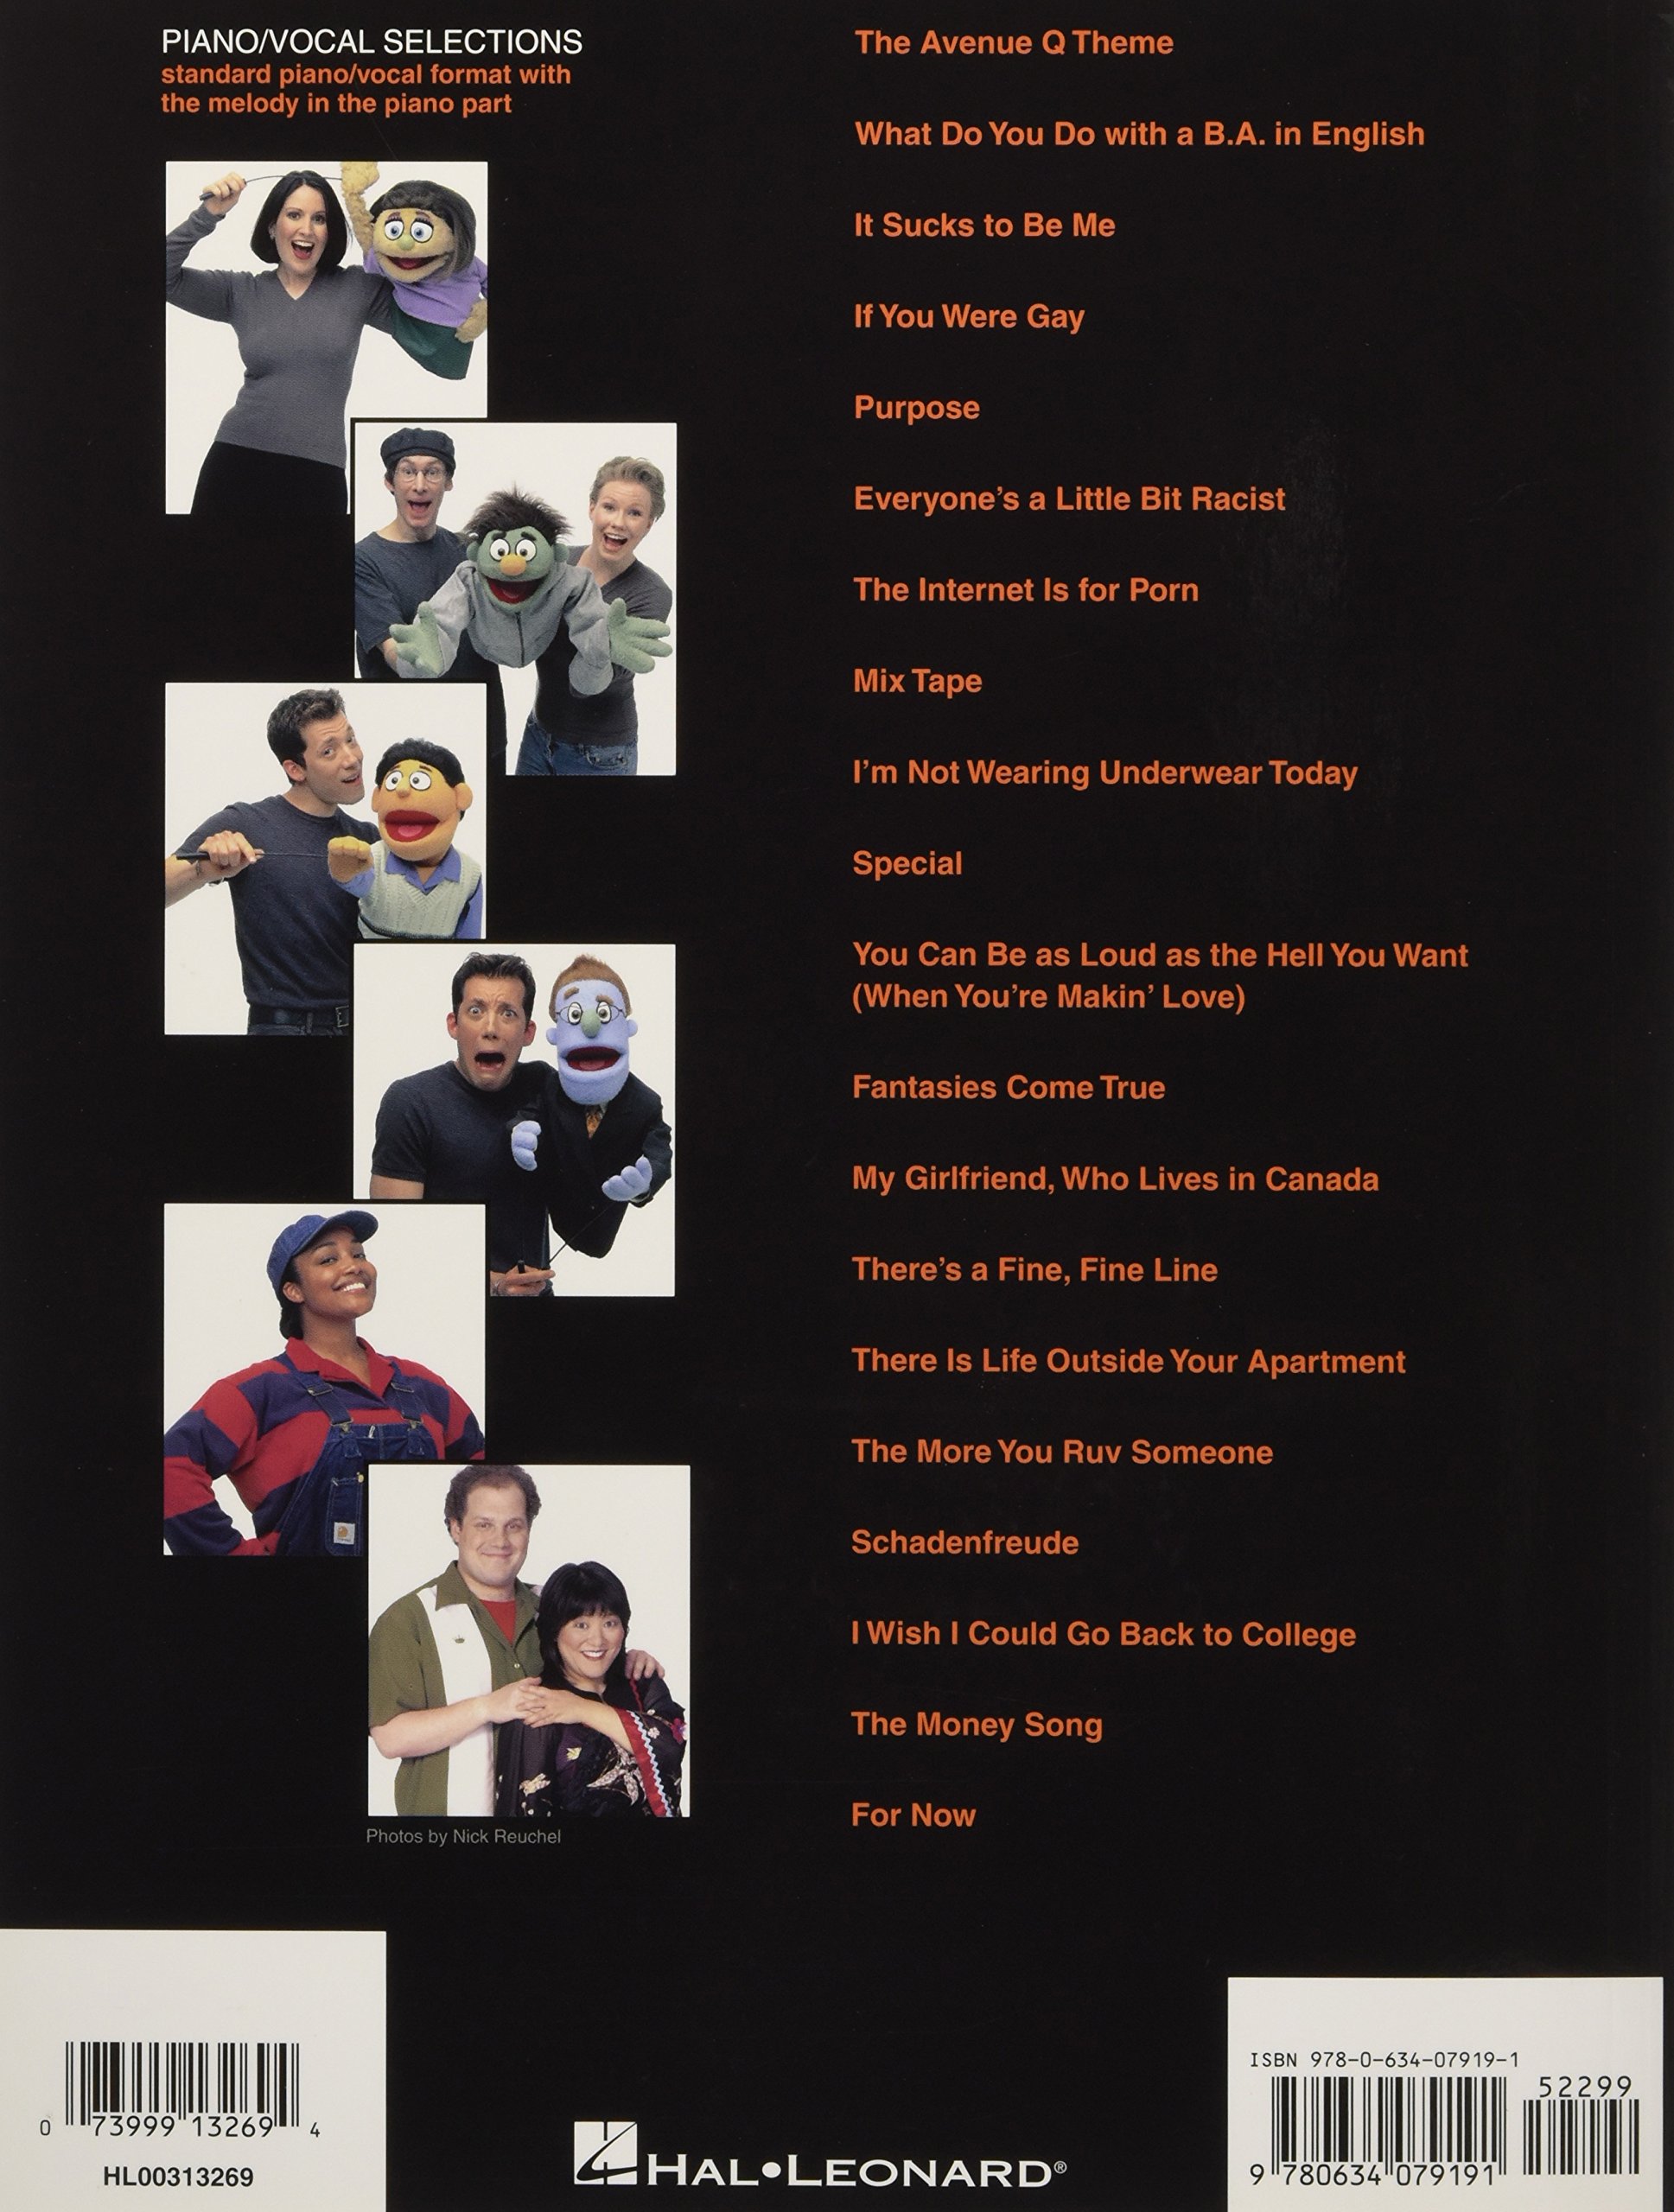 PIANO/VOCAL SELECTIONS
standard piano/vocal format with
the melody in the piano part
The Avenue Q Theme
What Do You Do with a B.A. in English
It Sucks to Be Me
If You Were Gay
Purpose
Everyone's a Little Bit Racist
The Internet Is for Porn
Mix Tape
I'm Not Wearing Underwear Today
Special
You Can Be as Loud as the Hell You Want
(When You're Makin' Love)
Fantasies Come True
My Girlfriend, Who Lives in Canada
There's a Fine, Fine Line
There Is Life Outside Your Apartment
The More You Ruv Someone
Schadenfreude
I Wish I Could Go Back to College
The Money Song
For Now
Photos by Nick Reuchel
0 73999 13269 4
HL00313269
HAL•LEONARD®
ISBN 978-0-634-07919-1
52299
9 780634 079191